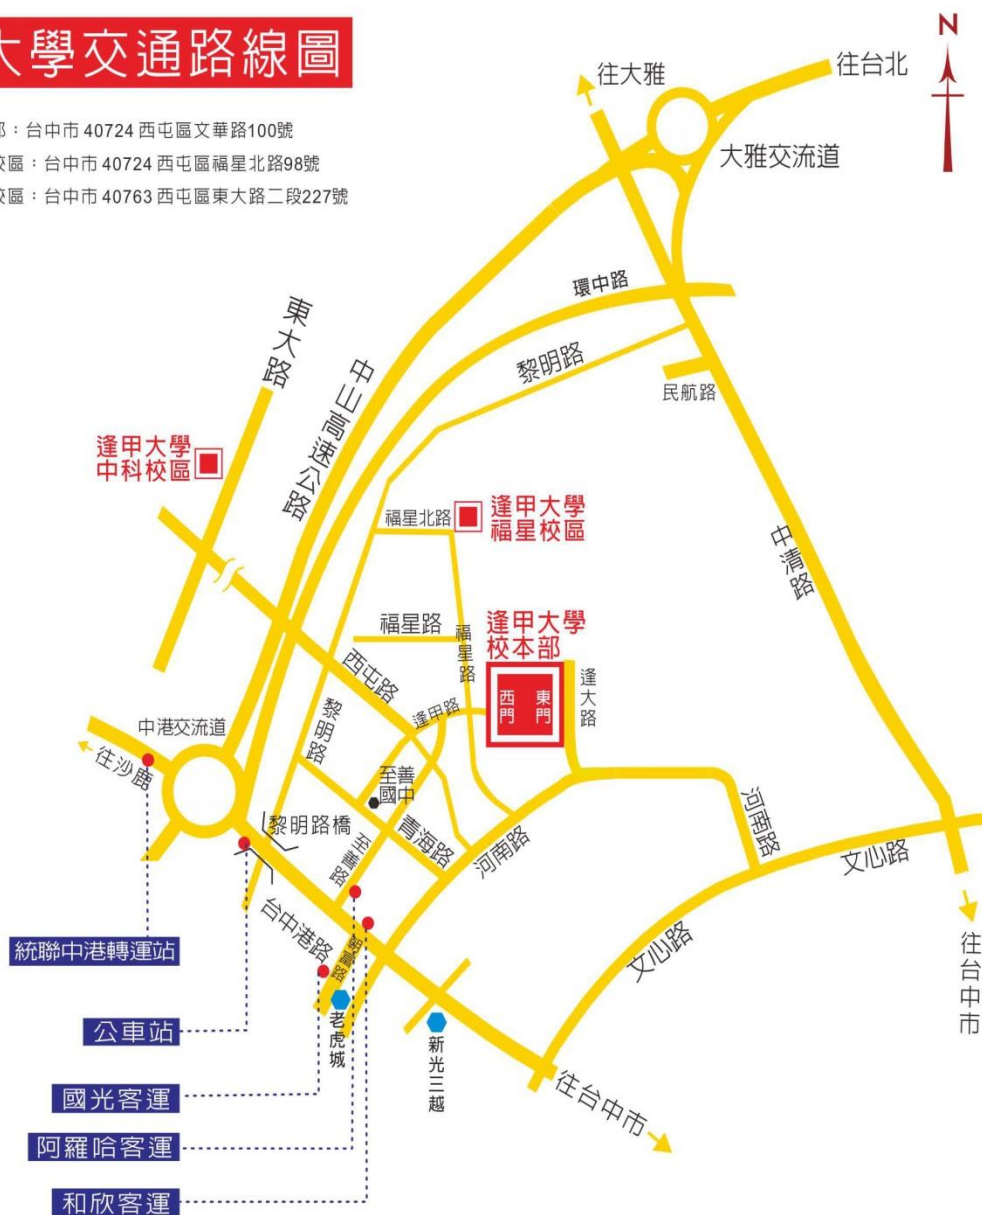 大學交通路線圖
部：台中市 40724 西屯區文華路100號
校區：台中市 40724 西屯區福星北路98號
校區：台中市 40763 西屯區東大路二段227號
N
往大雅
往台北
大雅交流道
環中路
東大路
中山高速公路
黎明路
民航路
逢甲大學
中科校區
福星北路
逢甲大學
福星校區
中清路
福星路
福星路
逢甲大學
校本部
西門
東門
逢大路
西屯路
逢甲路
黎明路
中港交流道
往沙鹿
至善
國中
黎明路橋
青海路
至善路
河南路
河南路
文心路
文心路
台中港路
朝富路
統聯中港轉運站
公車站
國光客運
阿羅哈客運
和欣客運
老虎城
新光三越
往台中市
往台中市